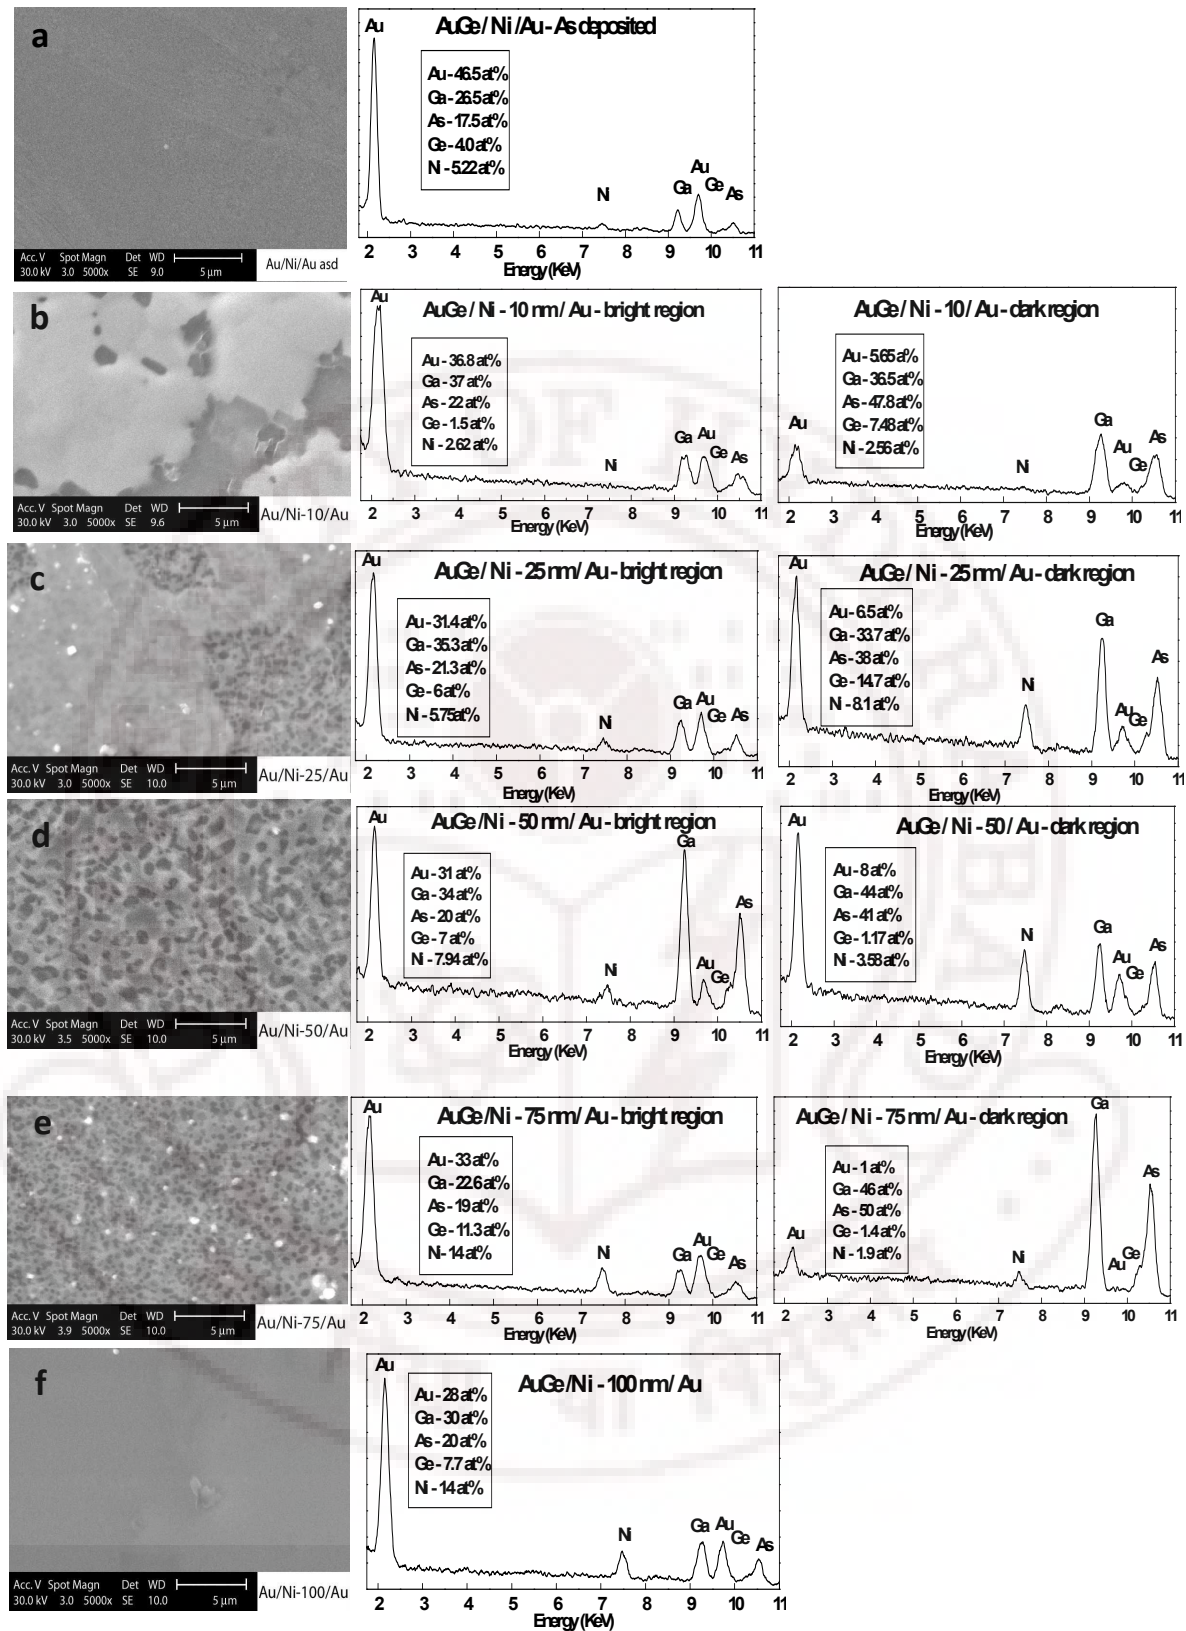 a
Acc.V Spot Magn Det WD
30.0 kV 3.0 5000x SE 9.0 5 µm
Au/Ni/Au asd
AuGe/ Ni /Au - As deposited
Au
Au - 46.5 at%
Ga - 26.5 at%
As - 17.5 at%
Ge - 4.0 at%
Ni - 5.22 at%
Ni
Ga
Au
Ge
As
2 3 4 5 6 7 8 9 10 11
Energy (KeV)
b
Acc.V Spot Magn Det WD
30.0 kV 3.0 5000x SE 9.6 5 µm
Au/Ni-10/Au
AuGe/ Ni - 10 nm/ Au - bright region
Au
Au - 36.8 at%
Ga - 37 at%
As - 22 at%
Ge - 1.5 at%
Ni - 2.62 at%
Ni
Ga
Au
Ge
As
2 3 4 5 6 7 8 9 10 11
Energy (KeV)
AuGe/ Ni - 10/ Au - dark region
Au - 5.65 a%
Ga - 36.5 at%
As - 47.8 at%
Ge - 7.48 at%
Ni - 2.56 at%
Au
Ni
Ga
Au
Ge
As
2 3 4 5 6 7 8 9 10 11
Energy (KeV)
c
Acc.V Spot Magn Det WD
30.0 kV 3.0 5000x SE 10.0 5 µm
Au/Ni-25/Au
AuGe/ Ni - 25 nm/ Au - bright region
Au
Au - 31.4 at%
Ga - 35.3 at%
As - 21.3 at%
Ge - 6 at%
Ni - 5.75 at%
Ni
Ga
Au
Ge
As
2 3 4 5 6 7 8 9 10 11
Energy (KeV)
AuGe/ Ni - 25 nm/ Au - dark region
Au
Au - 6.5 at%
Ga - 33.7 at%
As - 38 at%
Ge - 14.7 at%
Ni - 8.1 at%
Ni
Ga
Au
Ge
As
2 3 4 5 6 7 8 9 10 11
Energy (KeV)
d
Acc.V Spot Magn Det WD
30.0 kV 3.5 5000x SE 10.0 5 µm
Au/Ni-50/Au
AuGe/Ni - 50 nm/ Au - bright region
Au
Au - 31 at%
Ga - 34 at%
As - 20 at%
Ge - 7 at%
Ni - 7.94 at%
Ni
Ga
Au
Ge
As
2 3 4 5 6 7 8 9 10 11
Energy (KeV)
AuGe/ Ni - 50/ Au - dark region
Au
Au - 8 at%
Ga - 44 at%
As - 41 at%
Ge - 1.17 at%
Ni - 3.58 at%
Ni
Ga
Au
Ge
As
2 3 4 5 6 7 8 9 10 11
Energy (KeV)
e
Acc.V Spot Magn Det WD
30.0 kV 3.9 5000x SE 10.0 5 µm
Au/Ni-75/Au
AuGe/Ni - 75 nm/ Au - bright region
Au
Au - 33 at%
Ga - 22.6 at%
As - 19 at%
Ge - 11.3 at%
Ni - 14 at%
Ni
Ga
Au
Ge
As
2 3 4 5 6 7 8 9 10 11
Energy (KeV)
AuGe/ Ni - 75 nm/ Au - dark region
Au - 1 at%
Ga - 46 at%
As - 50 at%
Ge - 1.4 at%
Ni - 1.9 at%
Au
Ni
Ga
Au
Ge
As
2 3 4 5 6 7 8 9 10 11
Energy (KeV)
f
Acc.V Spot Magn Det WD
30.0 kV 3.0 5000x SE 10.0 5 µm
Au/Ni-100/Au
AuGe/Ni - 100 nm/ Au
Au
Au - 28 at%
Ga - 30 at%
As - 20 at%
Ge - 7.7 at%
Ni - 14 at%
Ni
Ga
Au
Ge
As
2 3 4 5 6 7 8 9 10 11
Energy (KeV)